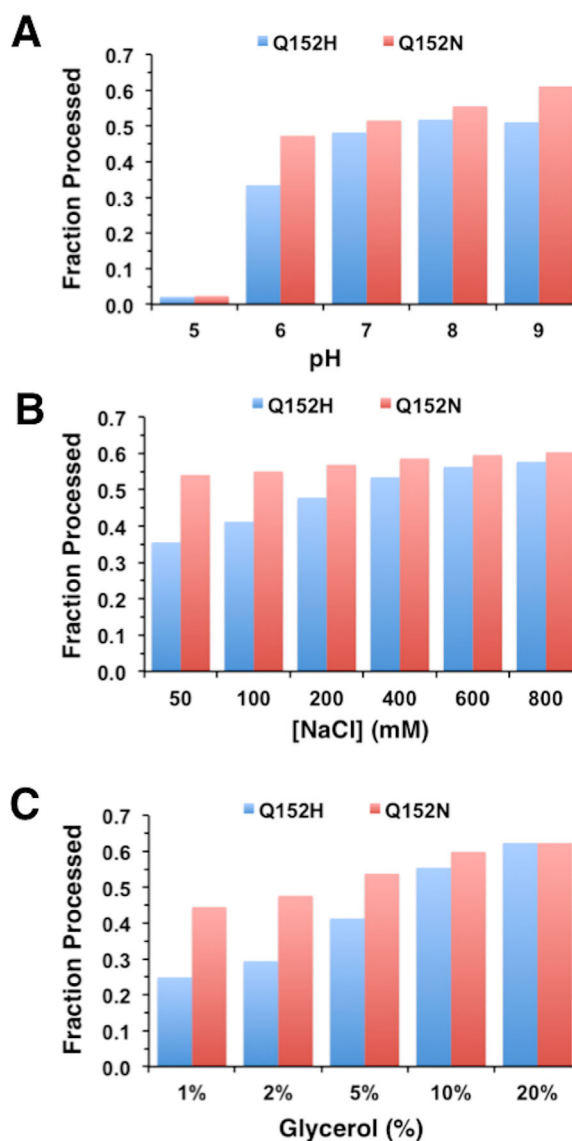 A
Q152H Q152N
Fraction Processed
0.7
0.6
0.5
0.4
0.3
0.2
0.1
0.0
5 6 7 8 9
pH
B
Q152H Q152N
Fraction Processed
0.7
0.6
0.5
0.4
0.3
0.2
0.1
0.0
50 100 200 400 600 800
[NaCl] (mM)
C
Q152H Q152N
Fraction Processed
0.7
0.6
0.5
0.4
0.3
0.2
0.1
0.0
1% 2% 5% 10% 20%
Glycerol (%)